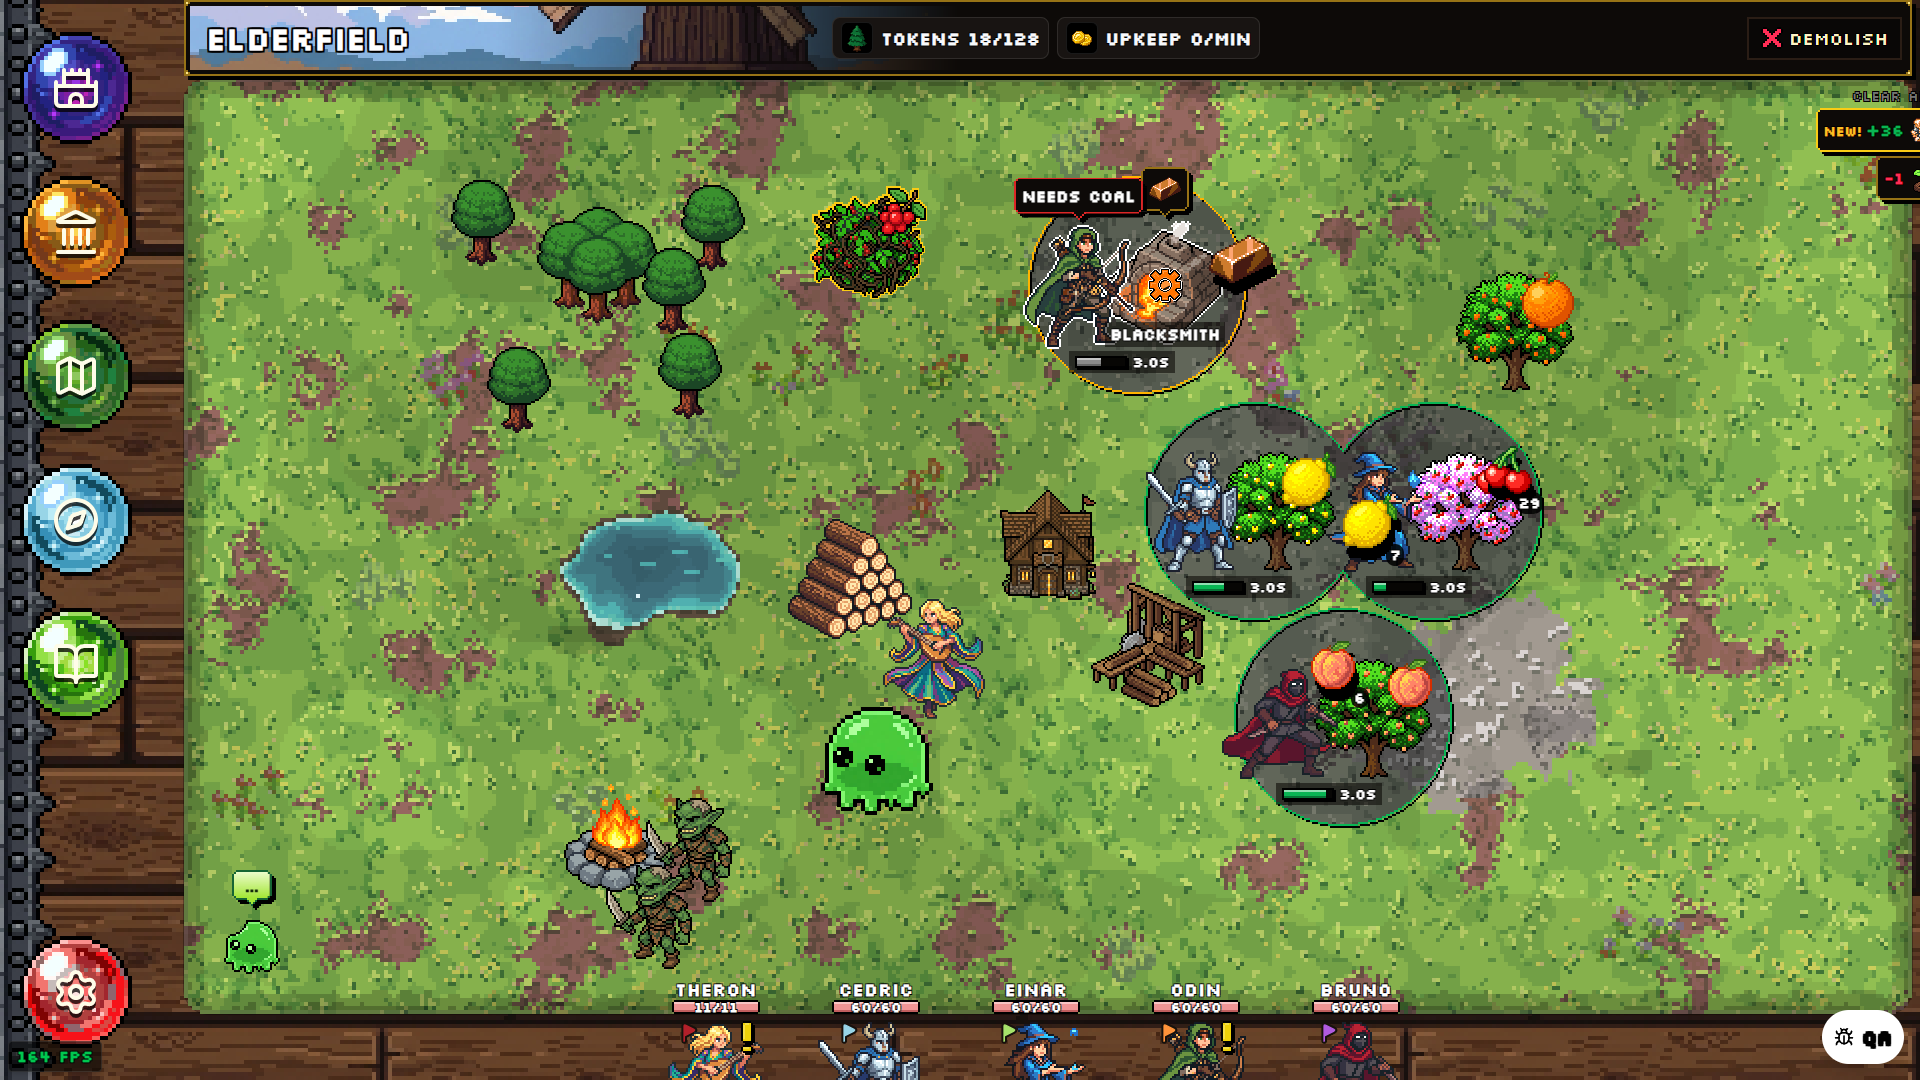 ELDERFIELD
TOKENS 18/128
UPKEEP 0/MIN
DEMOLISH
CLEAR A
NEW! +36
-1
NEEDS COAL
BLACKSMITH
3.0S
29
7
3.0S
3.0S
6
3.0S
...
THERON
11/11
CEDRIC
60/60
EINAR
60/60
ODIN
60/60
BRUNO
60/60
164 FPS
QA